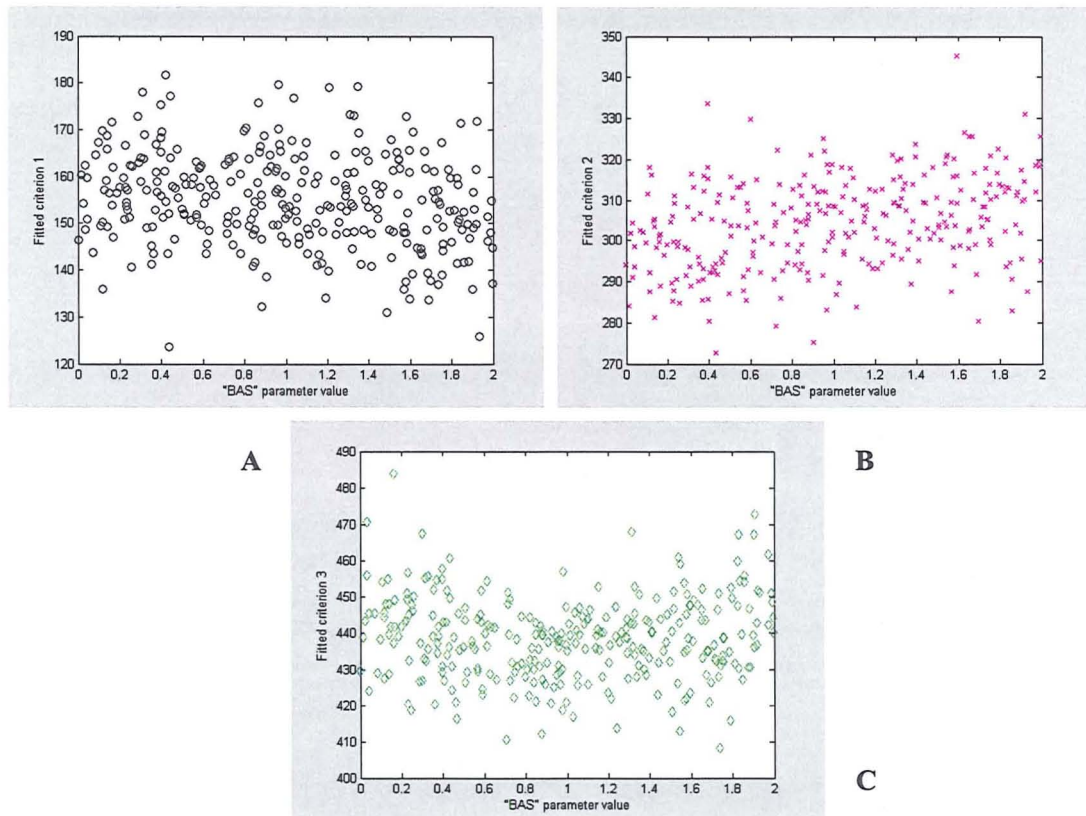 190
180
170
160
150
140
130
120
Fitted criterion 1
0 0.2 0.4 0.6 0.8 1 1.2 1.4 1.6 1.8 2
"BAS" parameter value
A
350
340
330
320
310
300
290
280
270
Fitted criterion 2
0 0.2 0.4 0.6 0.8 1 1.2 1.4 1.6 1.8 2
"BAS" parameter value
B
490
480
470
460
450
440
430
420
410
400
Fitted criterion 3
0 0.2 0.4 0.6 0.8 1 1.2 1.4 1.6 1.8 2
"BAS" parameter value
C